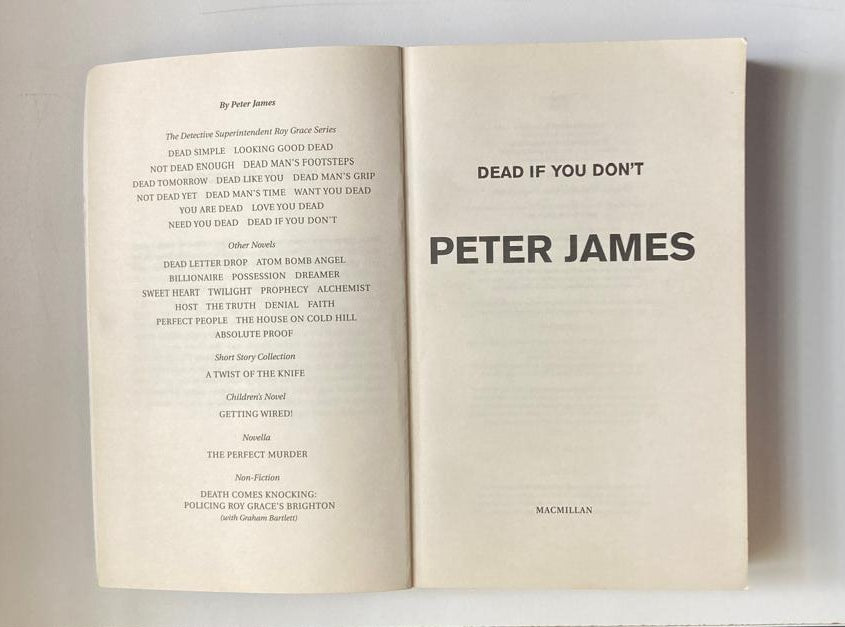 By Peter James
The Detective Superintendent Roy Grace Series
DEAD SIMPLE LOOKING GOOD DEAD
NOT DEAD ENOUGH DEAD MAN'S FOOTSTEPS
DEAD TOMORROW DEAD LIKE YOU DEAD MAN'S GRIP
NOT DEAD YET DEAD MAN'S TIME WANT YOU DEAD
YOU ARE DEAD LOVE YOU DEAD
NEED YOU DEAD DEAD IF YOU DON'T
Other Novels
DEAD LETTER DROP ATOM BOMB ANGEL
BILLIONAIRE POSSESSION DREAMER
SWEET HEART TWILIGHT PROPHECY ALCHEMIST
HOST THE TRUTH DENIAL FAITH
PERFECT PEOPLE THE HOUSE ON COLD HILL
ABSOLUTE PROOF
Short Story Collection
A TWIST OF THE KNIFE
Children's Novel
GETTING WIRED!
Novella
THE PERFECT MURDER
Non-Fiction
DEATH COMES KNOCKING:
POLICING ROY GRACE'S BRIGHTON
(with Graham Bartlett)
DEAD IF YOU DON'T
PETER JAMES
MACMILLAN